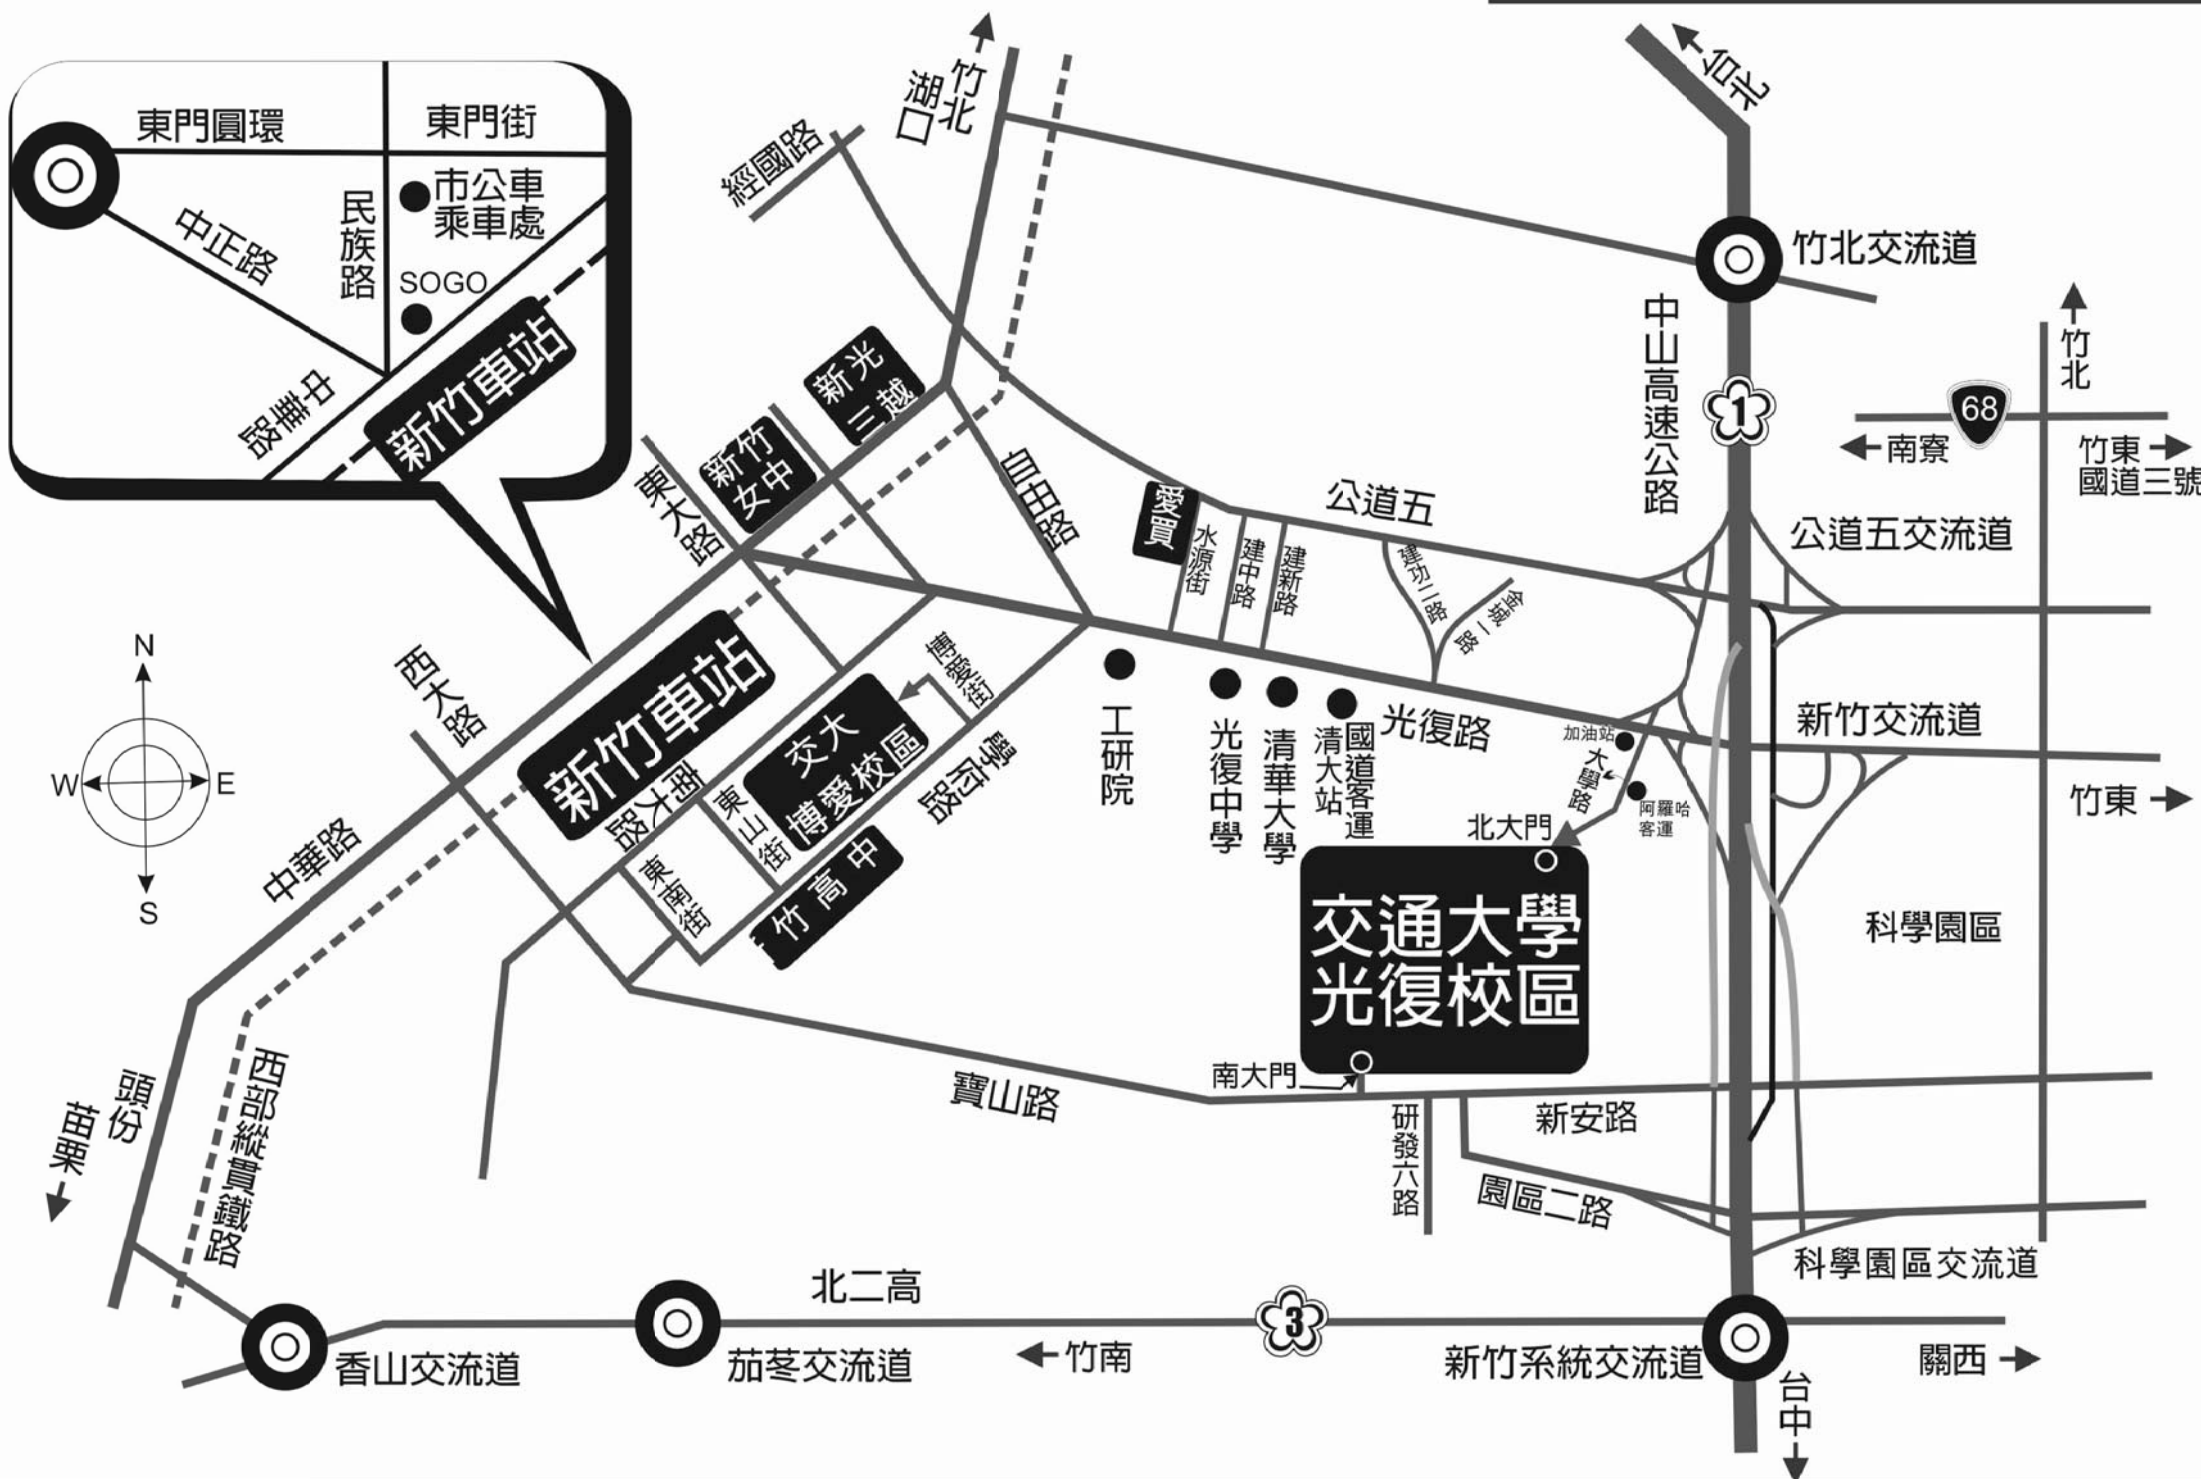 東門圓環
東門街
市公車
乘車處
民族路
中正路
SOGO
中華路
新竹車站
竹北
湖口
經國路
台北
竹北交流道
中山高速公路
1
竹北
68
南寮
竹東
國道三號
新光
三越
新竹
女中
東大路
自由路
愛買
水源街
建中路
建新路
公道五
建功二路
金城一路
公道五交流道
N
W
E
S
西大路
新竹車站
博愛街
交大
博愛校區
學府路
南大路
東山街
東南街
竹高中
工研院
光復中學
清華大學
國道客運
清大站
光復路
加油站
大學路
阿羅哈
客運
新竹交流道
竹東
北大門
交通大學
光復校區
南大門
科學園區
中華路
寶山路
研發六路
新安路
園區二路
科學園區交流道
頭份
苗栗
西部縱貫鐵路
北二高
3
香山交流道
茄苳交流道
竹南
新竹系統交流道
關西
台中